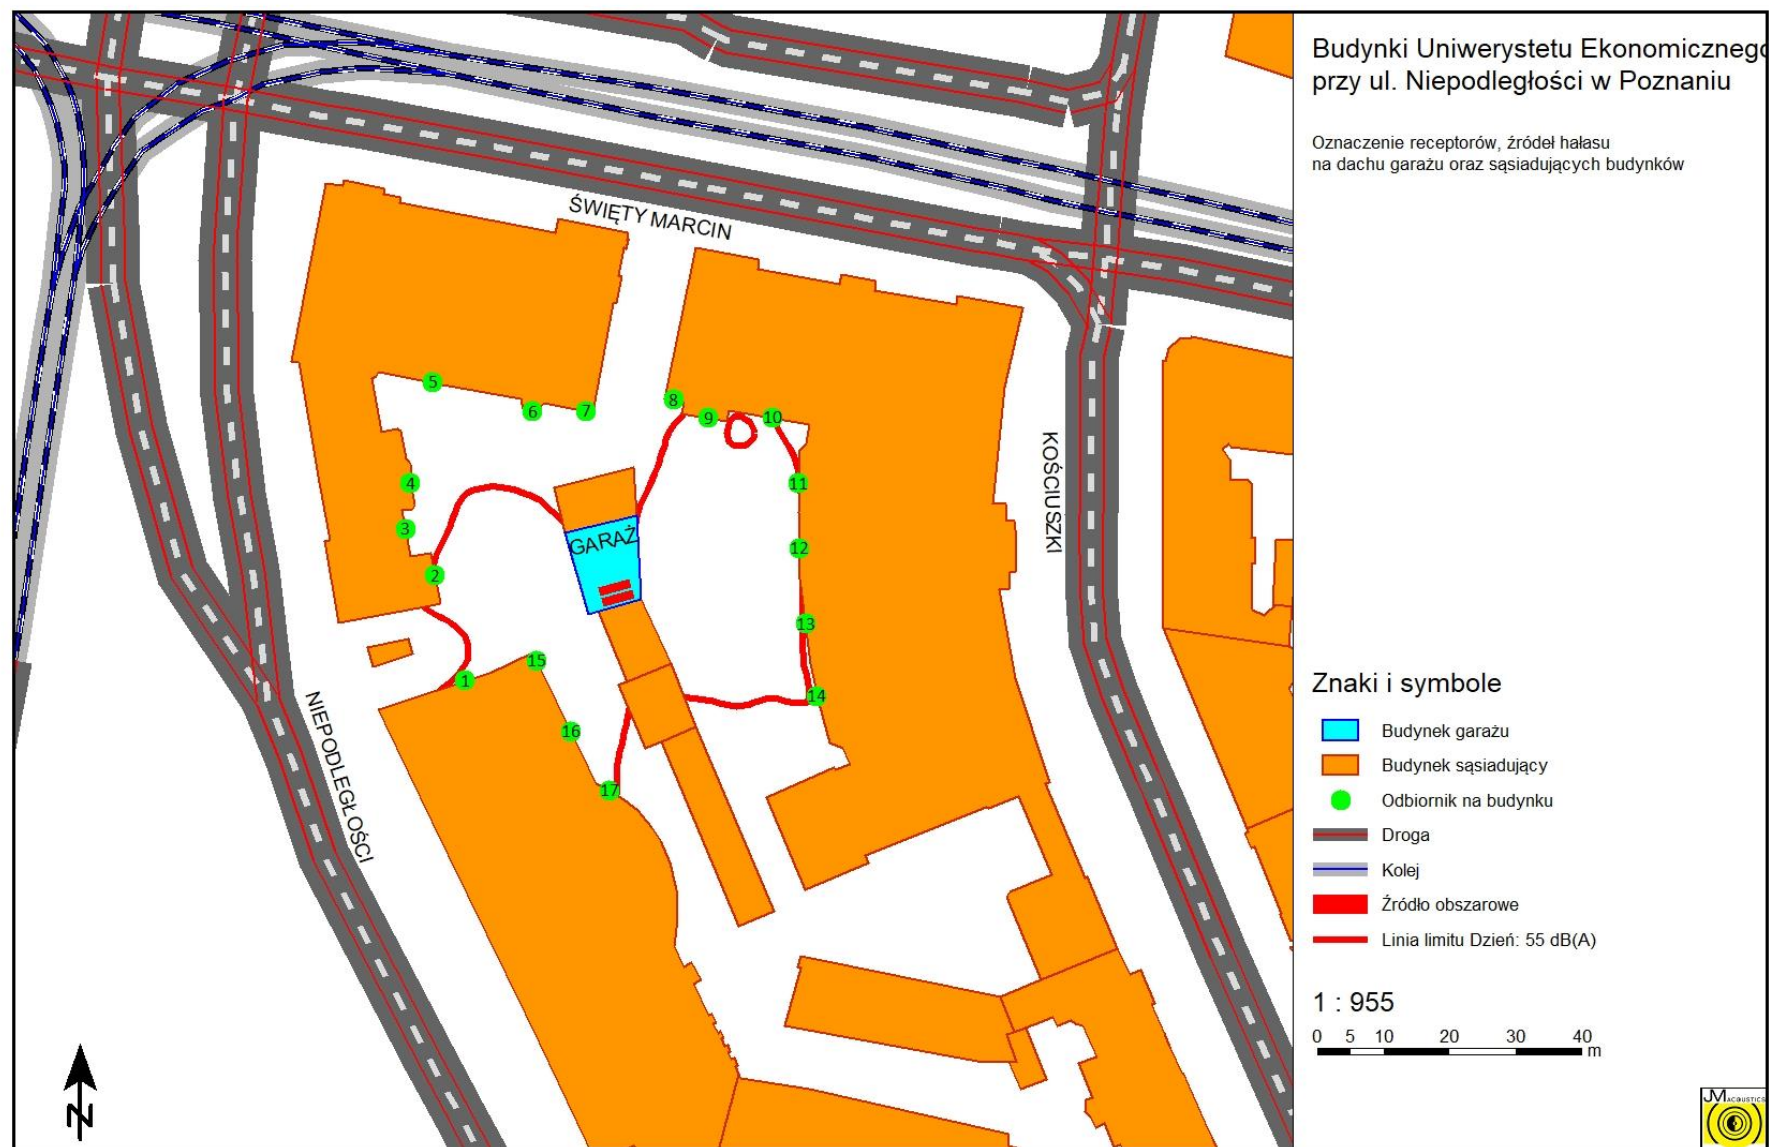 Budynki Uniwerystetu Ekonomicznego
przy ul. Niepodległości w Poznaniu
Oznaczenie receptorów, źródeł hałasu
na dachu garażu oraz sąsiadujących budynków
ŚWIĘTY MARCIN
5
6
7
8
9
10
4
11
3
GARAŻ
12
2
13
15
1
14
16
17
KOŚCIUSZKI
NIEPODLEGŁOŚCI
Znaki i symbole
Budynek garażu
Budynek sąsiadujący
Odbiornik na budynku
Droga
Kolej
Źródło obszarowe
Linia limitu Dzień: 55 dB(A)
1 : 955
0 5 10 20 30 40
m
N
JM ACOUSTICS